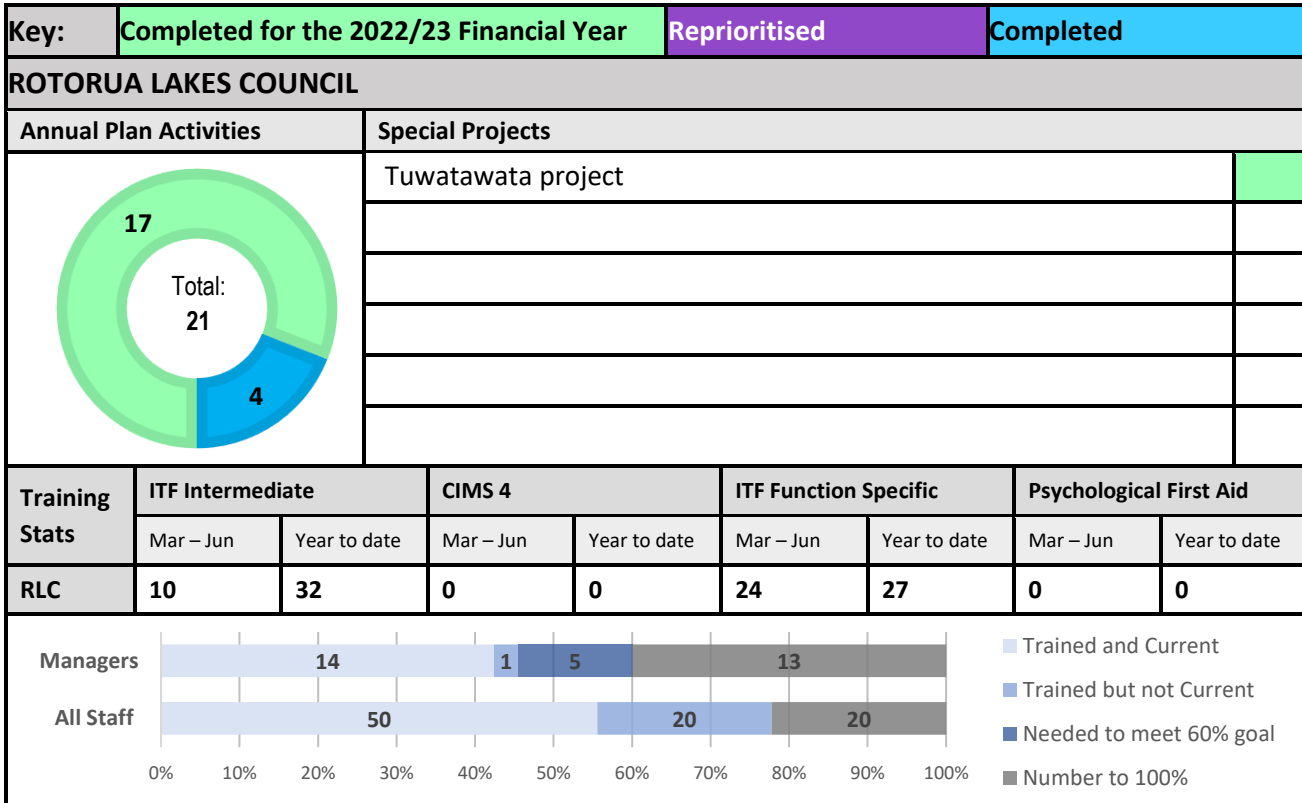 Key: Completed for the 2022/23 Financial Year Reprioritised Completed
ROTORUA LAKES COUNCIL
Annual Plan Activities Special Projects
Tuwatawata project
17
Total:
21
4
Training Stats ITF Intermediate CIMS 4 ITF Function Specific Psychological First Aid
Mar – Jun Year to date Mar – Jun Year to date Mar – Jun Year to date Mar – Jun Year to date
RLC 10 32 0 0 24 27 0 0
Managers 14 1 5 13
All Staff 50 20 20
0% 10% 20% 30% 40% 50% 60% 70% 80% 90% 100%
Trained and Current
Trained but not Current
Needed to meet 60% goal
Number to 100%